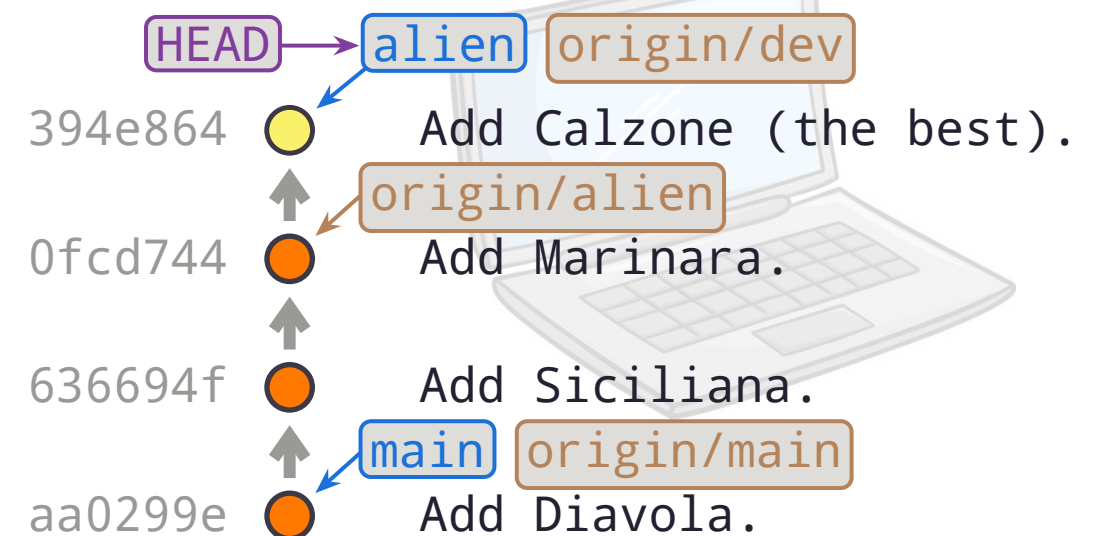 HEAD alien origin/dev
394e864 Add Calzone (the best).
origin/alien
0fcd744 Add Marinara.
636694f Add Siciliana.
main origin/main
aa0299e Add Diavola.